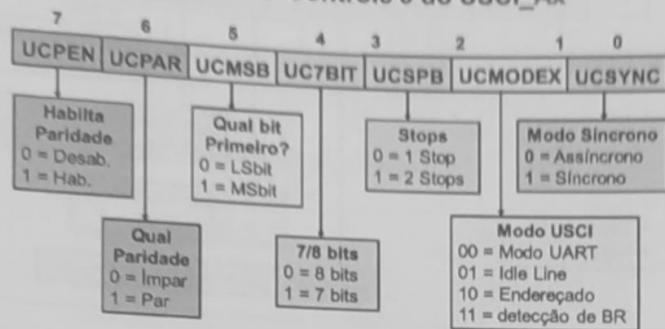 7 6 5 4 3 2 1 0
UCPEN UCPAR UCMSB UC7BIT UCSPB UCMODEX UCSYNC
Habilta
Paridade
0 = Desab.
1 = Hab.
Qual bit
Primeiro?
0 = LSbit
1 = MSbit
Stops
0 = 1 Stop
1 = 2 Stops
Modo Síncrono
0 = Assíncrono
1 = Síncrono
Qual
Paridade
0 = Ímpar
1 = Par
7/8 bits
0 = 8 bits
1 = 7 bits
Modo USCI
00 = Modo UART
01 = Idle Line
10 = Endereçado
11 = detecção de BR